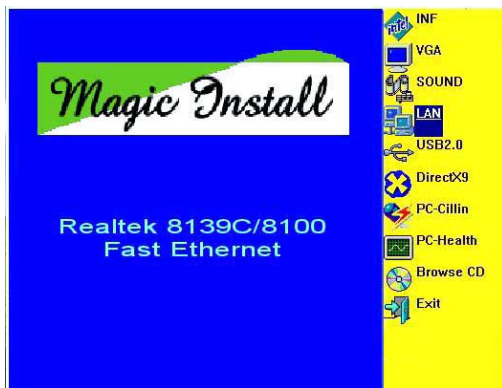 Magic Install
Realtek 8139C/8100
Fast Ethernet
intel
INF
VGA
SOUND
LAN
USB2.0
DirectX9
PC-Cillin
PC-Health
Browse CD
Exit